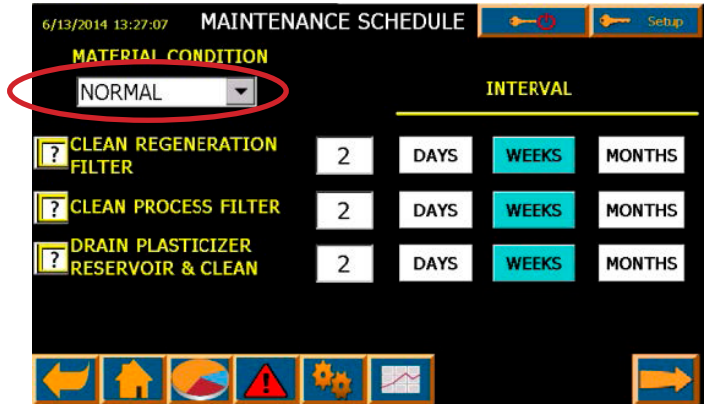 6/13/2014 13:27:07 MAINTENANCE SCHEDULE Setup
MATERIAL CONDITION
NORMAL
INTERVAL
? CLEAN REGENERATION
FILTER
2 DAYS WEEKS MONTHS
? CLEAN PROCESS FILTER 2 DAYS WEEKS MONTHS
? DRAIN PLASTICIZER
RESERVOIR & CLEAN
2 DAYS WEEKS MONTHS